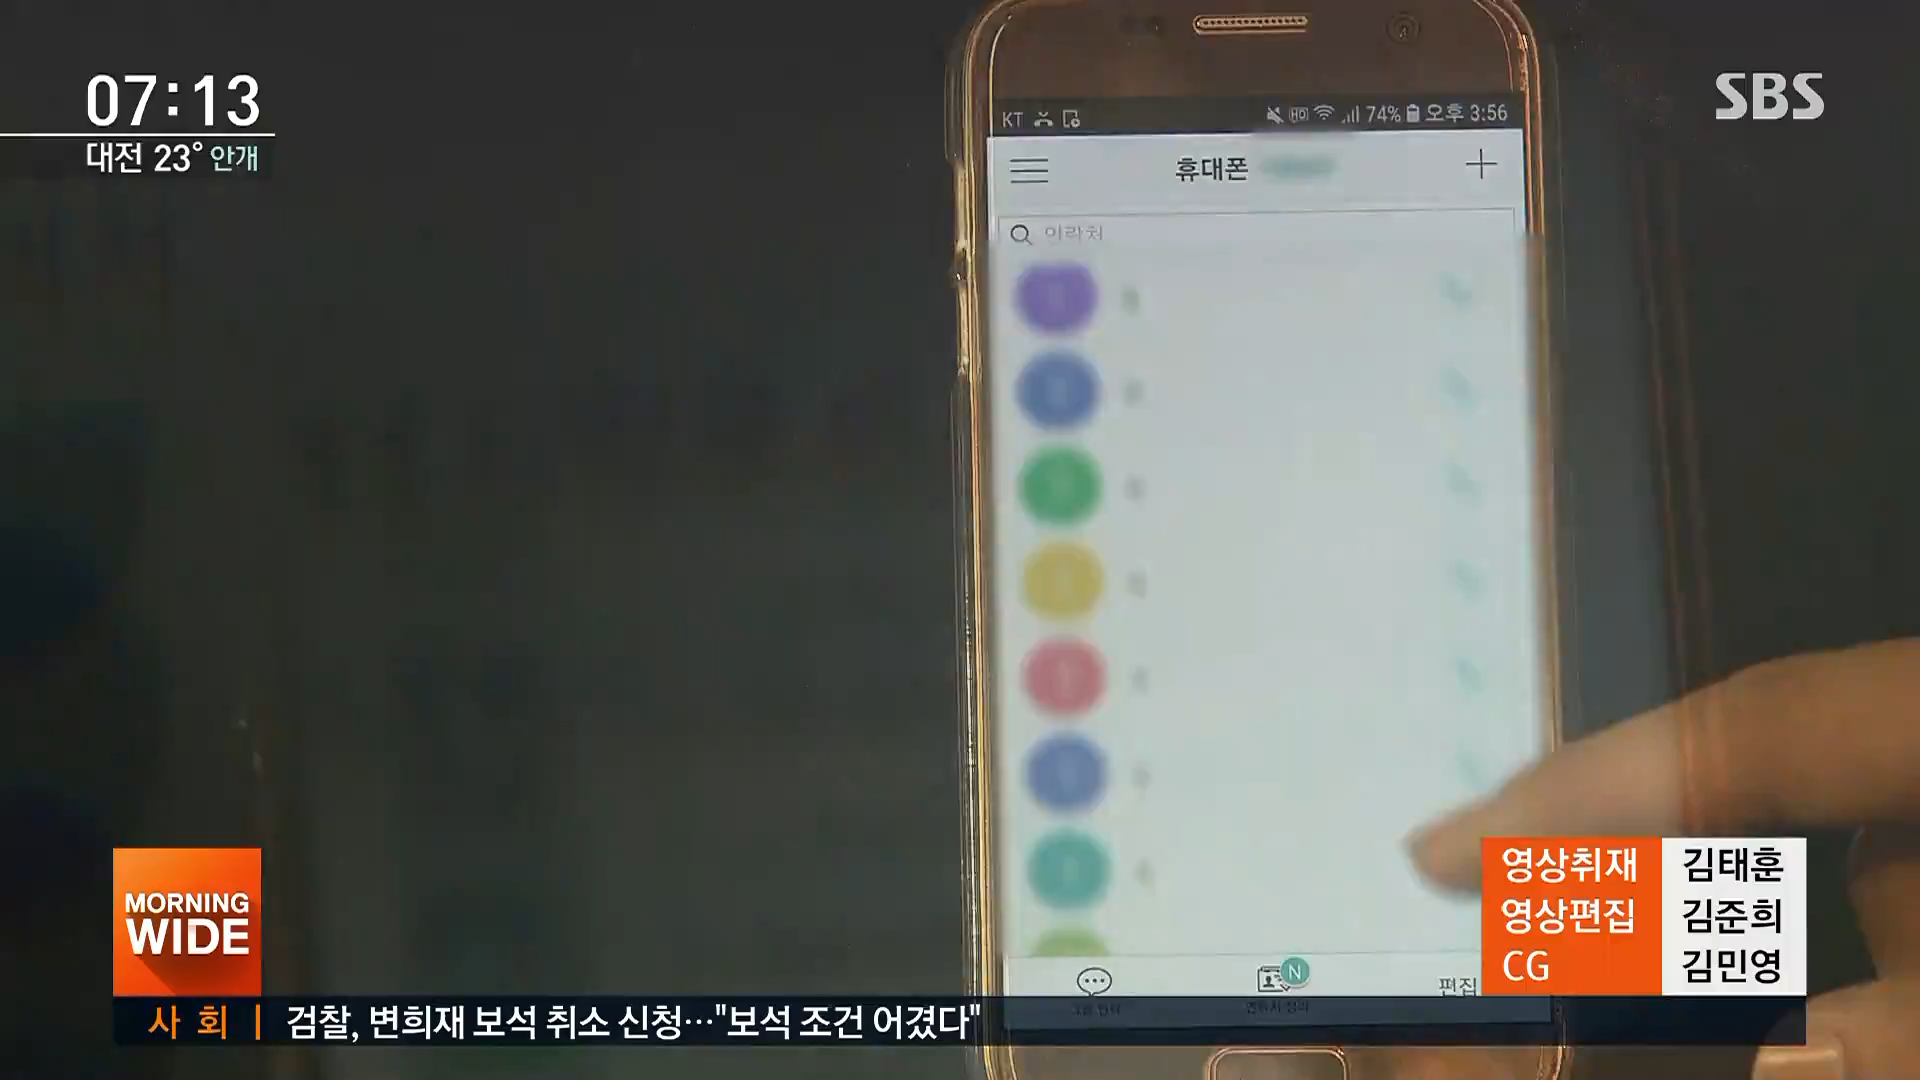 07:13
대전 23° 안개
SBS
KT HD 74% 오후 3:56
휴대폰
연락처
N
편집
영상취재 김태훈
영상편집 김준희
CG 김민영
MORNING
WIDE
사회 | 검찰, 변희재 보석 취소 신청…"보석 조건 어겼다"